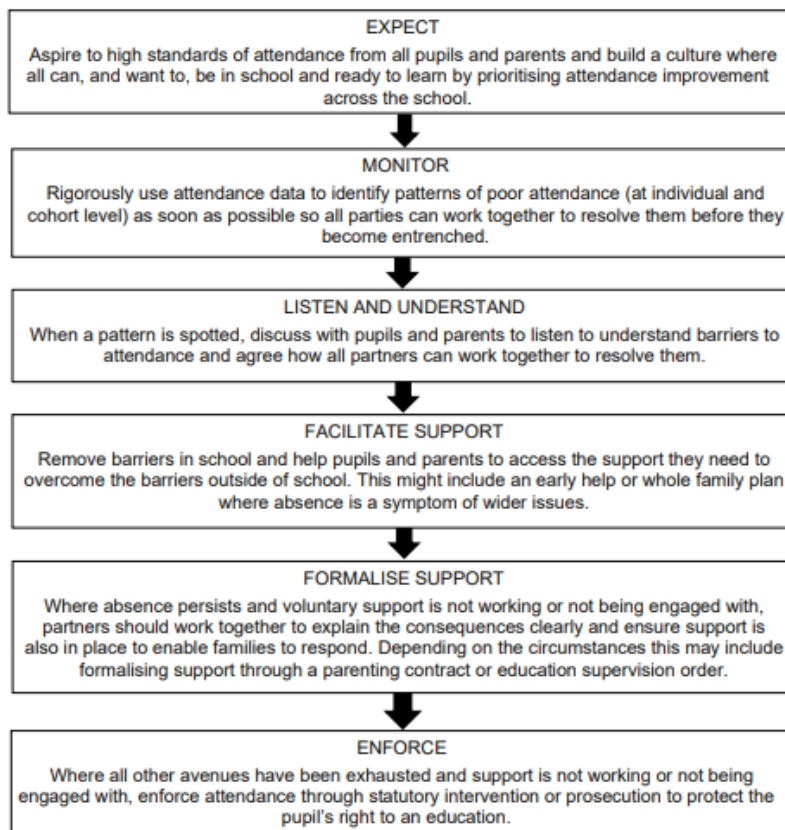 EXPECT
Aspire to high standards of attendance from all pupils and parents and build a culture where
all can, and want to, be in school and ready to learn by prioritising attendance improvement
across the school.
MONITOR
Rigorously use attendance data to identify patterns of poor attendance (at individual and
cohort level) as soon as possible so all parties can work together to resolve them before they
become entrenched.
LISTEN AND UNDERSTAND
When a pattern is spotted, discuss with pupils and parents to listen to understand barriers to
attendance and agree how all partners can work together to resolve them.
FACILITATE SUPPORT
Remove barriers in school and help pupils and parents to access the support they need to
overcome the barriers outside of school. This might include an early help or whole family plan
where absence is a symptom of wider issues.
FORMALISE SUPPORT
Where absence persists and voluntary support is not working or not being engaged with,
partners should work together to explain the consequences clearly and ensure support is
also in place to enable families to respond. Depending on the circumstances this may include
formalising support through a parenting contract or education supervision order.
ENFORCE
Where all other avenues have been exhausted and support is not working or not being
engaged with, enforce attendance through statutory intervention or prosecution to protect the
pupil's right to an education.